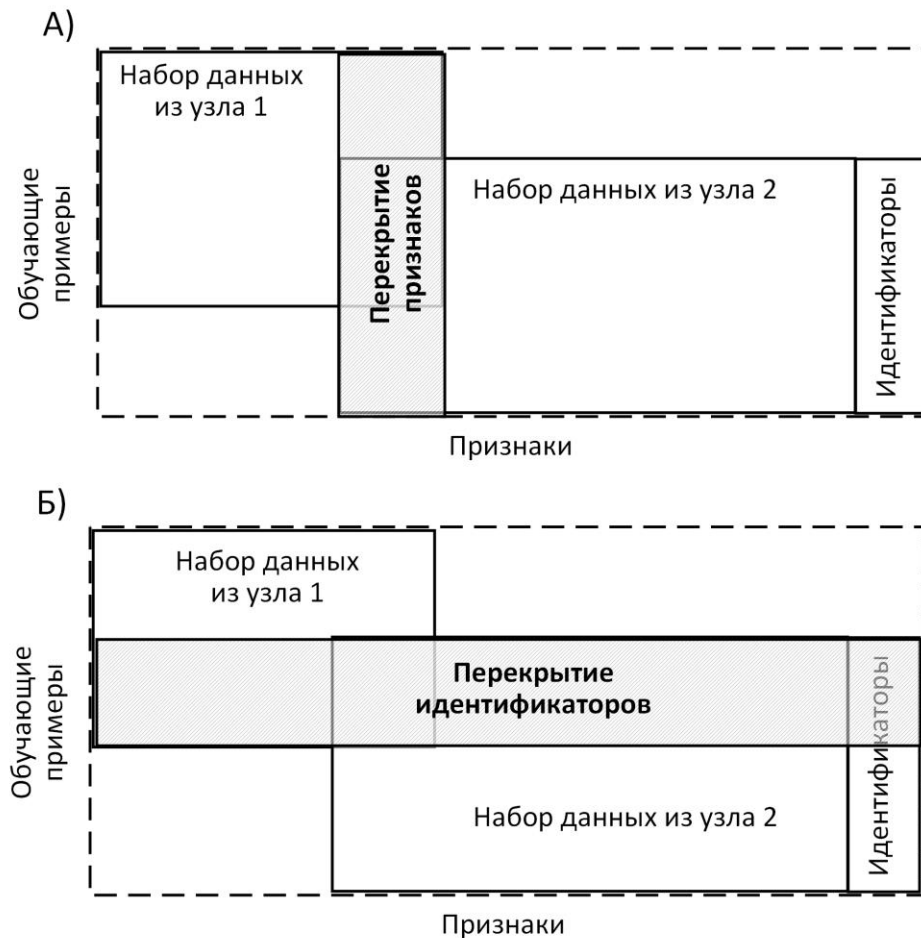 А)
Набор данных
из узла 1
Обучающие
примеры
Перекрытие
признаков
Набор данных из узла 2
Идентификаторы
Признаки
Б)
Набор данных
из узла 1
Обучающие
примеры
Перекрытие
идентификаторов
Идентификаторы
Набор данных из узла 2
Признаки